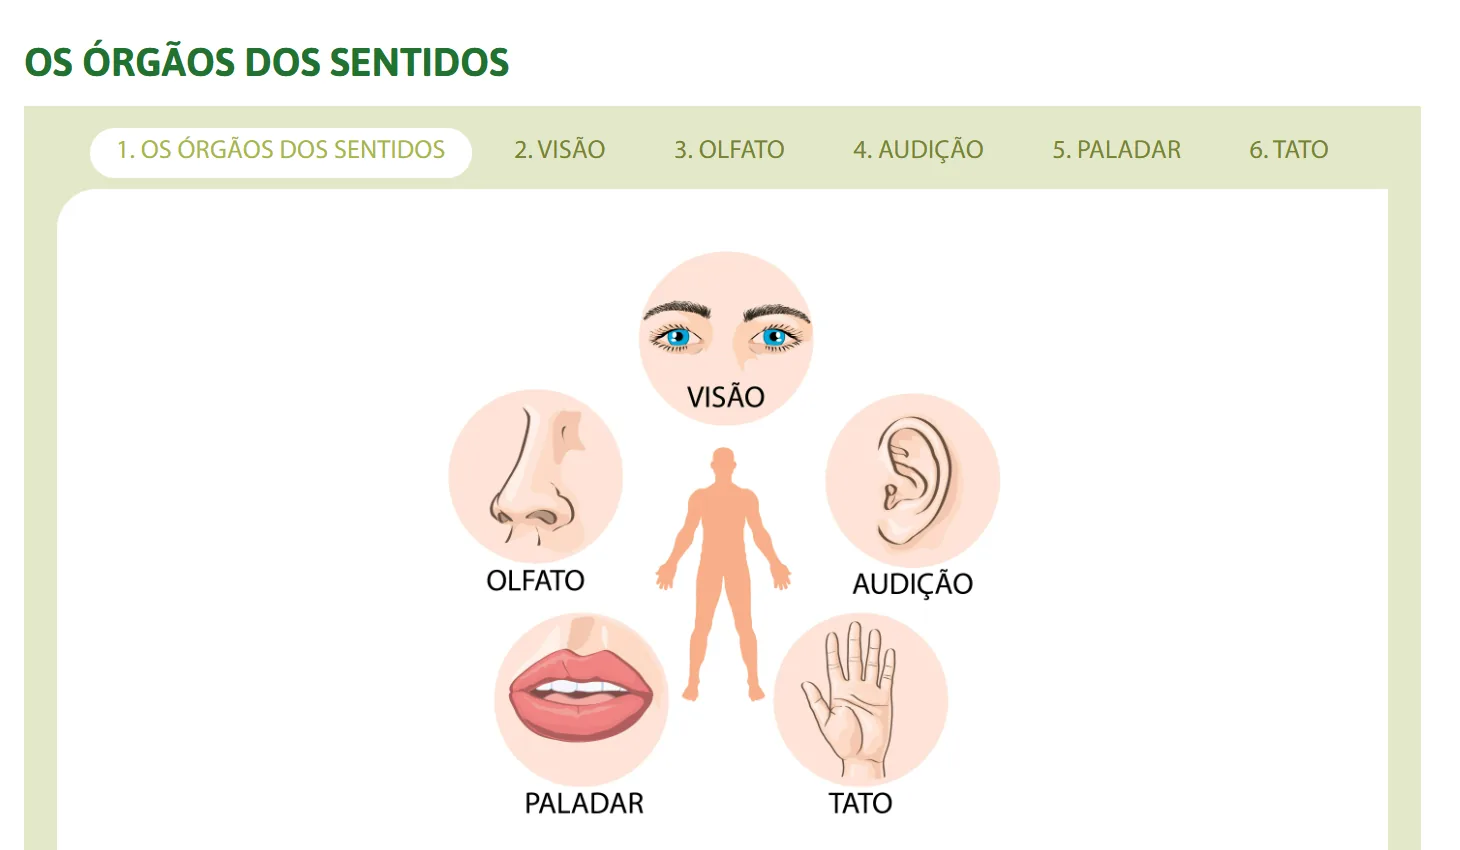 OS ÓRGÃOS DOS SENTIDOS
1. OS ÓRGÃOS DOS SENTIDOS
2. VISÃO
3. OLFATO
4. AUDIÇÃO
5. PALADAR
6. TATO
VISÃO
OLFATO
AUDIÇÃO
PALADAR
TATO